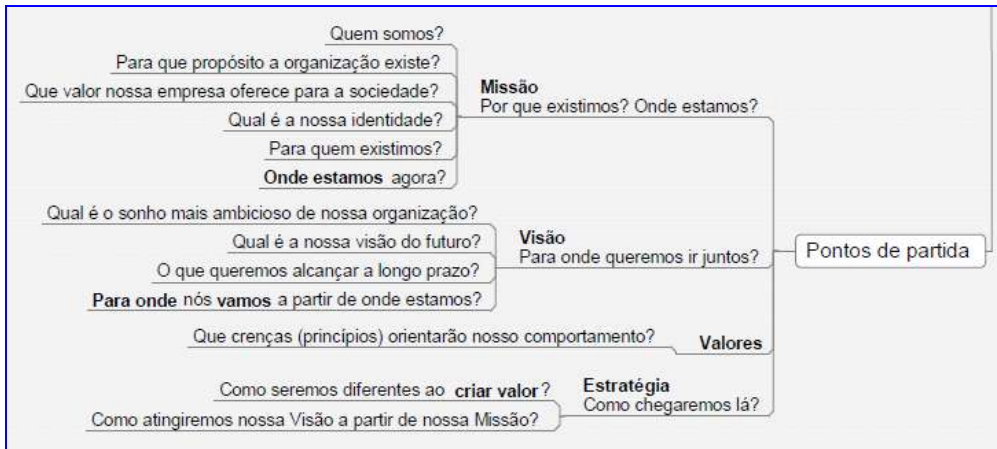 Quem somos?
Para que propósito a organização existe?
Que valor nossa empresa oferece para a sociedade?
Qual é a nossa identidade?
Para quem existimos?
Onde estamos agora?
Missão
Por que existimos? Onde estamos?
Qual é o sonho mais ambicioso de nossa organização?
Qual é a nossa visão do futuro?
O que queremos alcançar a longo prazo?
Para onde nós vamos a partir de onde estamos?
Visão
Para onde queremos ir juntos?
Pontos de partida
Que crenças (princípios) orientarão nosso comportamento?
Valores
Como seremos diferentes ao criar valor?
Como atingiremos nossa Visão a partir de nossa Missão?
Estratégia
Como chegaremos lá?